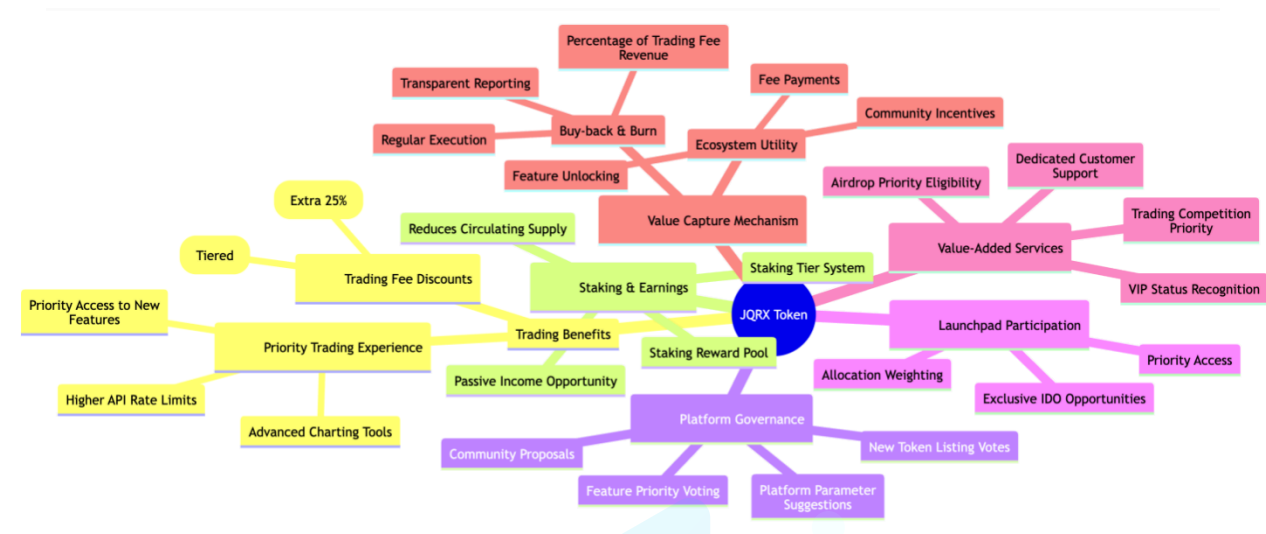 Percentage of Trading Fee
Revenue
Transparent Reporting
Regular Execution
Buy-back & Burn
Fee Payments
Community Incentives
Ecosystem Utility
Feature Unlocking
Value Capture Mechanism
Airdrop Priority Eligibility
Dedicated Customer
Support
Trading Competition
Priority
Value-Added Services
VIP Status Recognition
Extra 25%
Tiered
Trading Fee Discounts
Priority Access to New
Features
Priority Trading Experience
Trading Benefits
Higher API Rate Limits
Advanced Charting Tools
Reduces Circulating Supply
Staking & Earnings
Staking Tier System
Staking Reward Pool
Passive Income Opportunity
JQRX Token
Launchpad Participation
Allocation Weighting
Exclusive IDO Opportunities
Priority Access
Platform Governance
Community Proposals
Feature Priority Voting
Platform Parameter
Suggestions
New Token Listing Votes